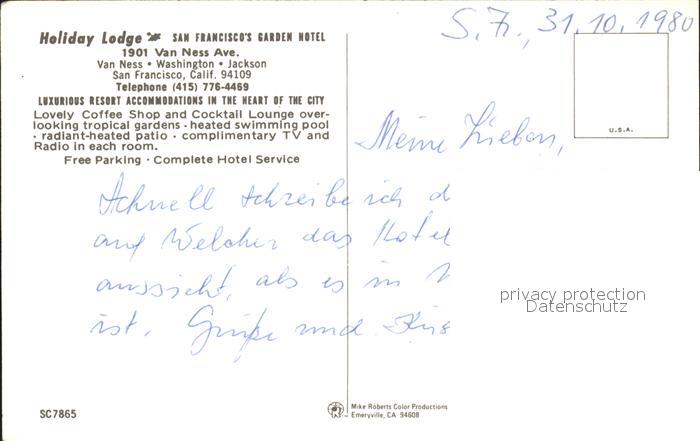 Holiday Lodge SAN FRANCISCO'S GARDEN HOTEL
1901 Van Ness Ave.
Van Ness • Washington • Jackson
San Francisco, Calif. 94109
Telephone (415) 776-4469
LUXURIOUS RESORT ACCOMMODATIONS IN THE HEART OF THE CITY
Lovely Coffee Shop and Cocktail Lounge over-
looking tropical gardens · heated swimming pool
· radiant-heated patio · complimentary TV and
Radio in each room.
Free Parking · Complete Hotel Service
S.F., 31.10.1980
U.S.A.
Meine Lieben,
Schnell schreibe ich d
auf welcher das Hotel
aussieht, als es in
ist. Grüße und Küs
privacy protection
Datenschutz
SC7865
Mike Roberts Color Productions
Emeryville, CA 94608